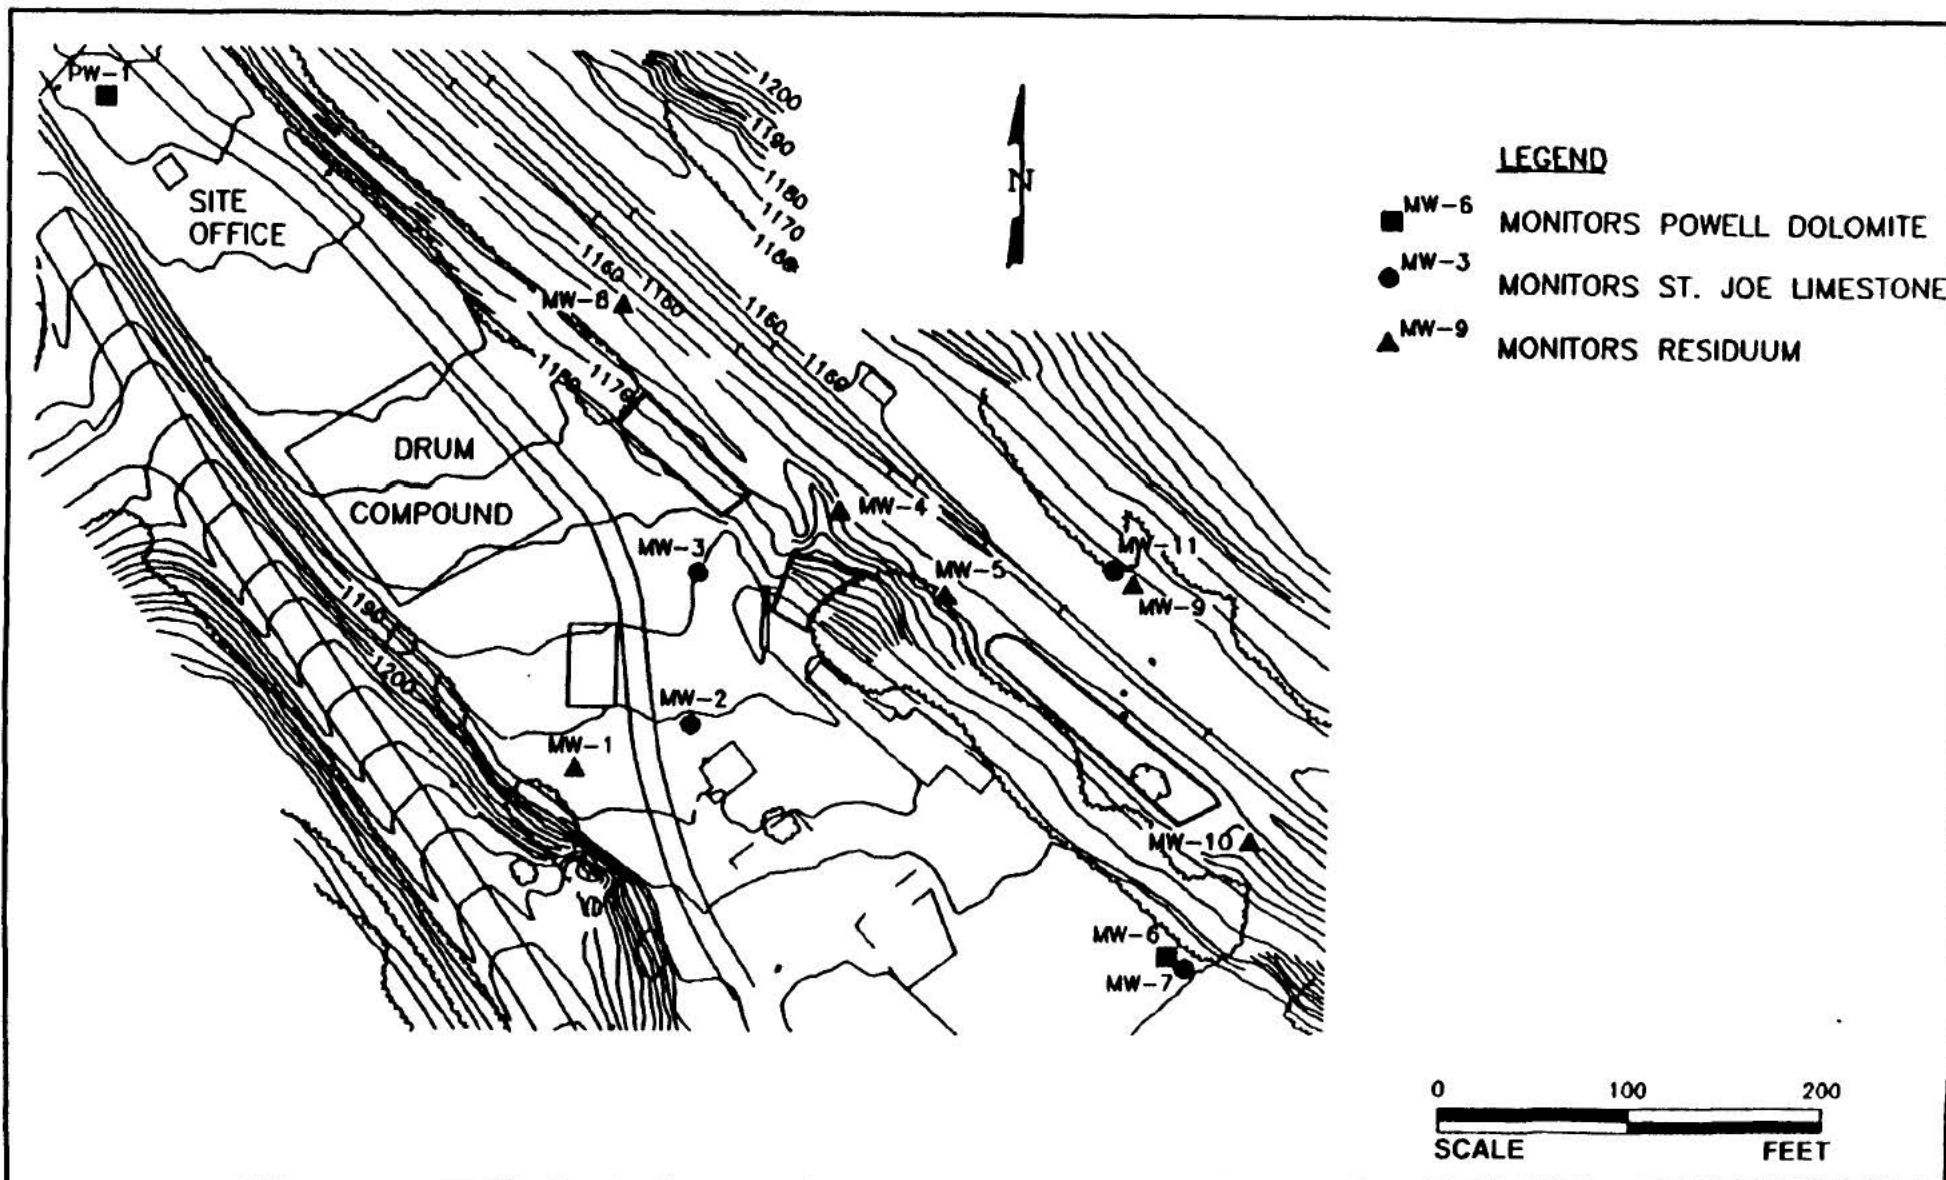 PW-1
SITE
OFFICE
1200
1190
1180
1170
1160
N
1160
1160
1160
1160
MW-8
1170
DRUM
COMPOUND
MW-4
MW-3
MW-5
MW-11
MW-9
1190
1200
MW-2
MW-1
MW-10
MW-6
MW-7
LEGEND
MW-6
MONITORS POWELL DOLOMITE
MW-3
MONITORS ST. JOE LIMESTONE
MW-9
MONITORS RESIDUUM
0 100 200
SCALE FEET